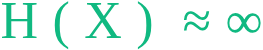 H ( X ) ≈ ∞